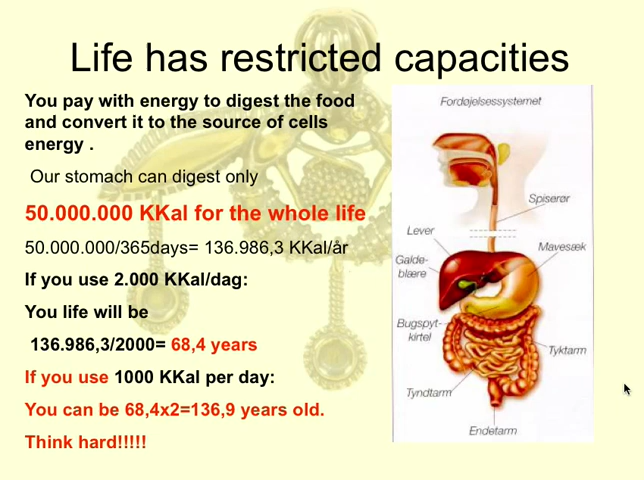 Life has restricted capacities
You pay with energy to digest the food
and convert it to the source of cells
energy .
Our stomach can digest only
50.000.000 KKal for the whole life
50.000.000/365days= 136.986,3 KKal/år
If you use 2.000 KKal/dag:
You life will be
136.986,3/2000= 68,4 years
If you use 1000 KKal per day:
You can be 68,4x2=136,9 years old.
Think hard!!!!!
Fordøjelsessystemet
Spiserør
Lever
Mavesæk
Galde-
blære
Bugspyt-
kirtel
Tyktarm
Tyndtarm
Endetarm